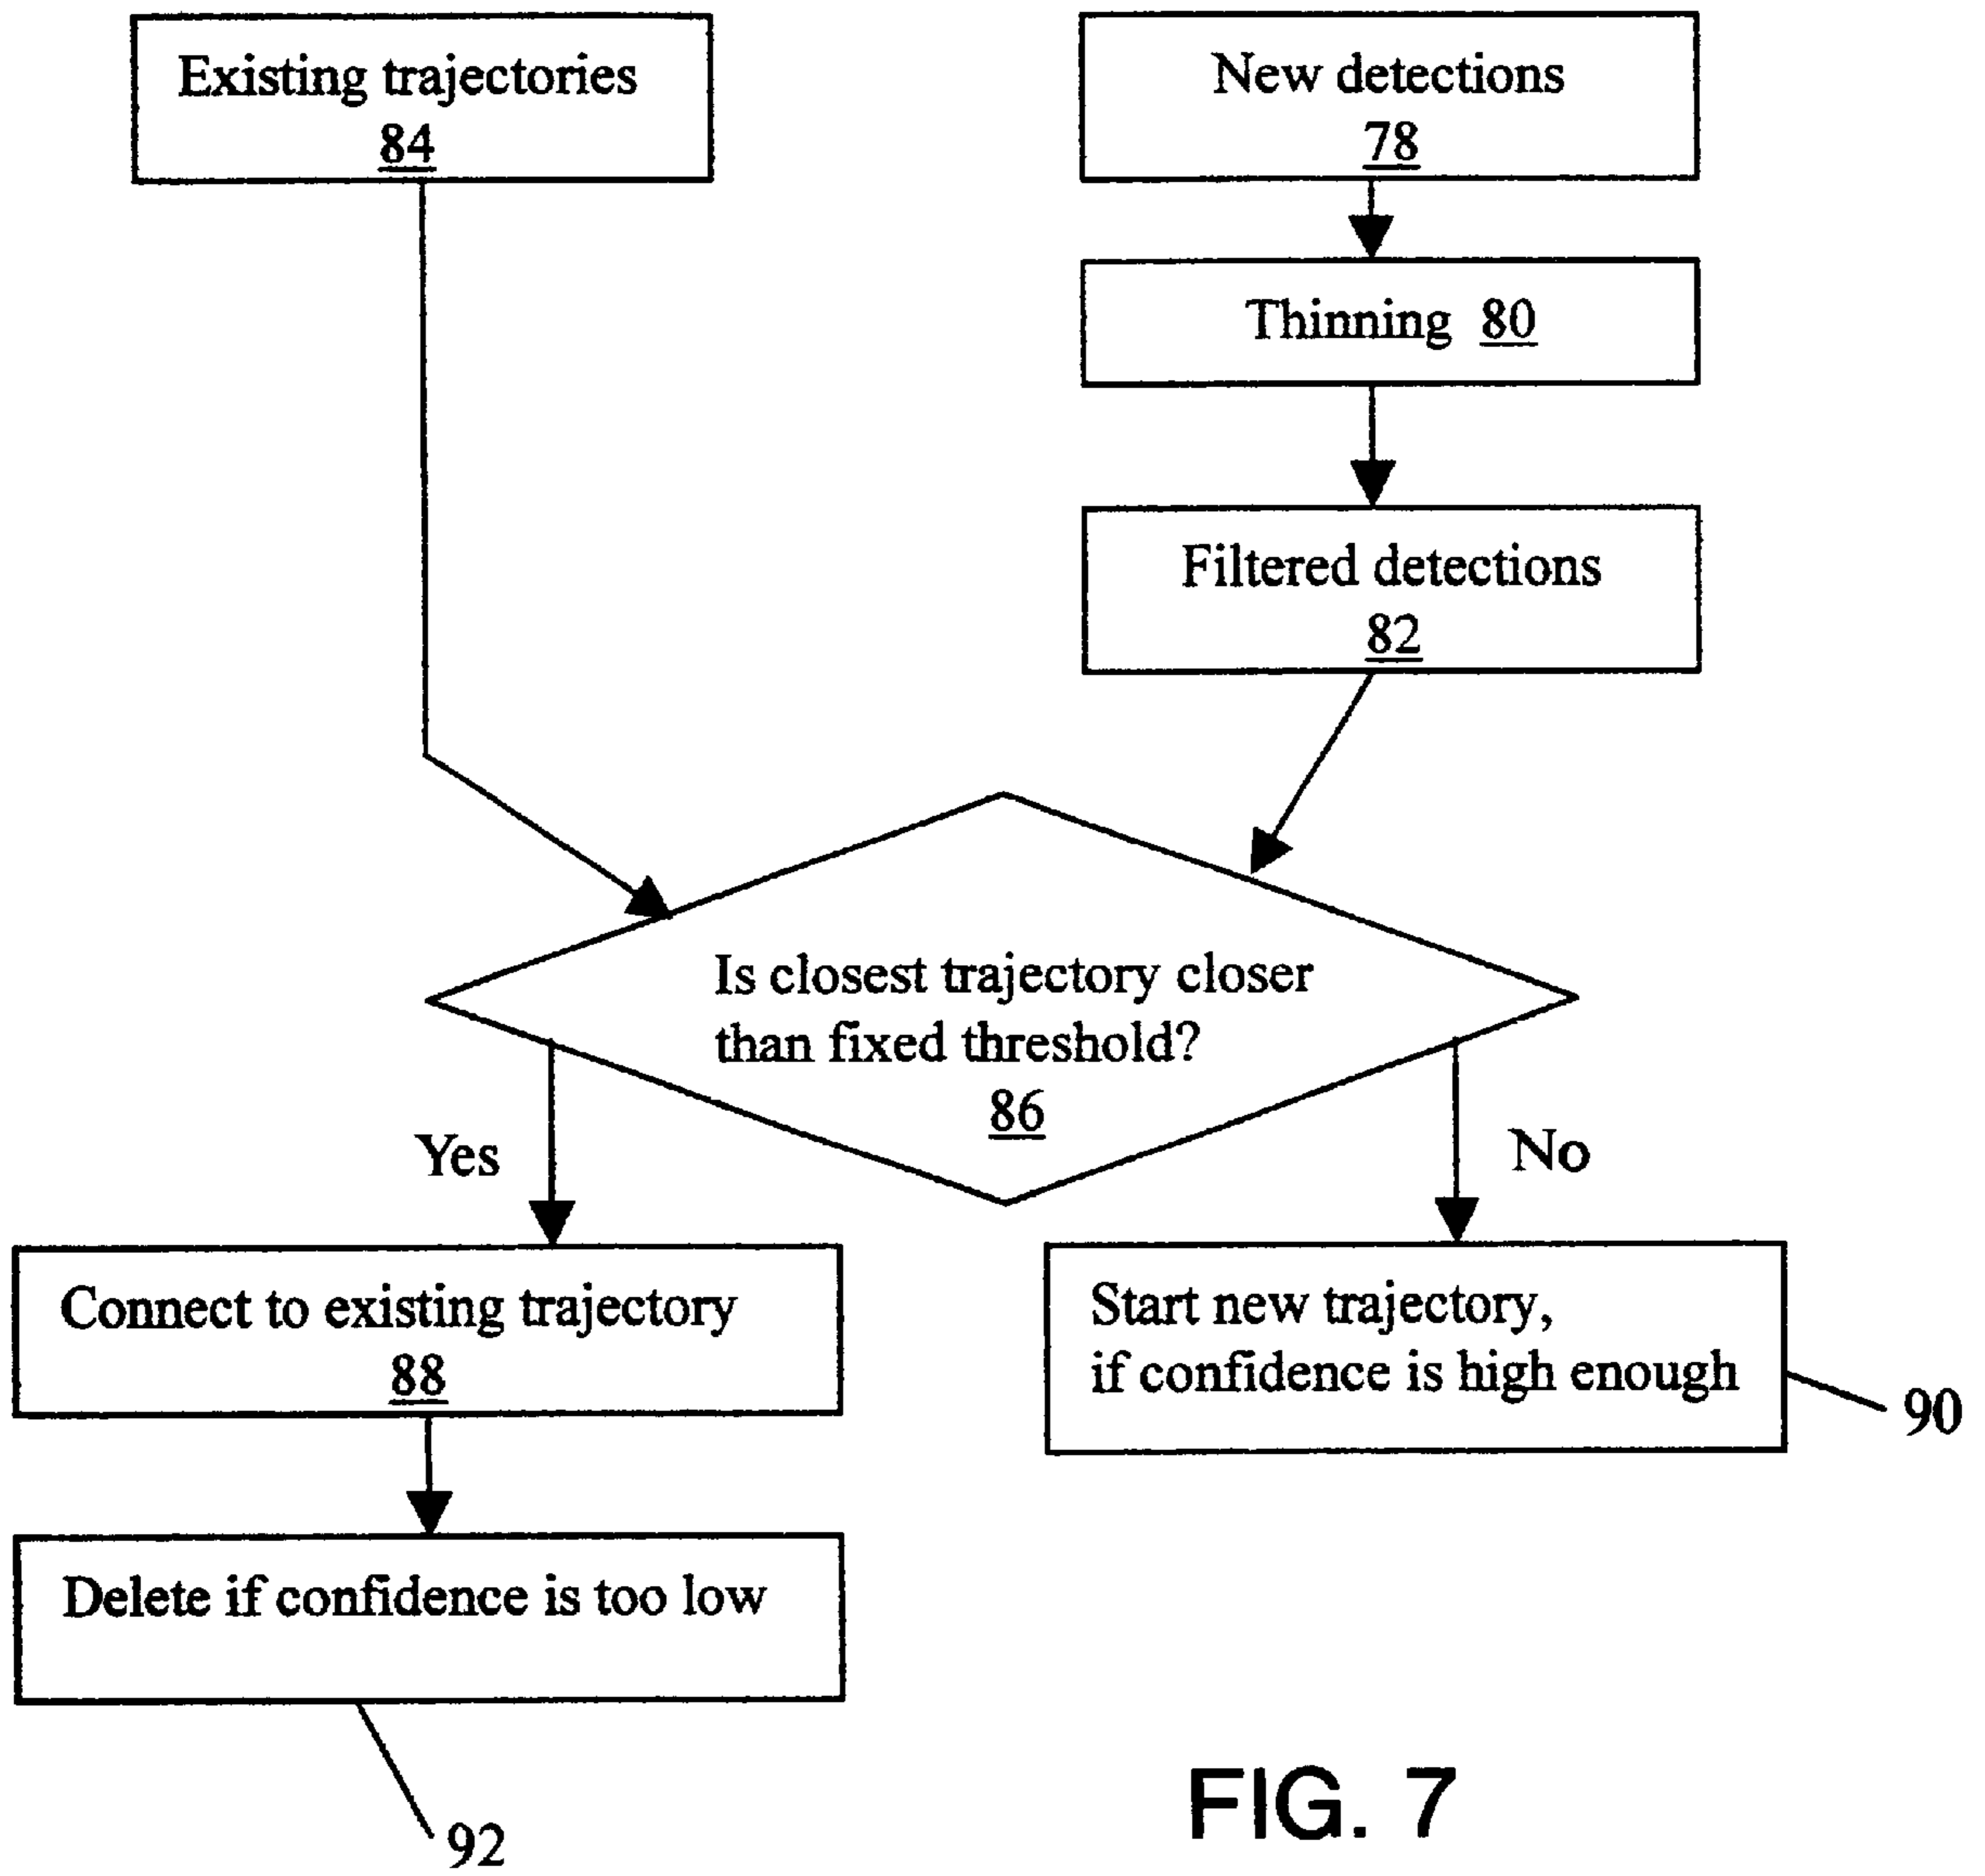 Existing trajectories
84
New detections
78
Thinning 80
Filtered detections
82
Is closest trajectory closer
than fixed threshold?
86
Yes
No
Connect to existing trajectory
88
Start new trajectory,
if confidence is high enough
90
Delete if confidence is too low
92
FIG. 7